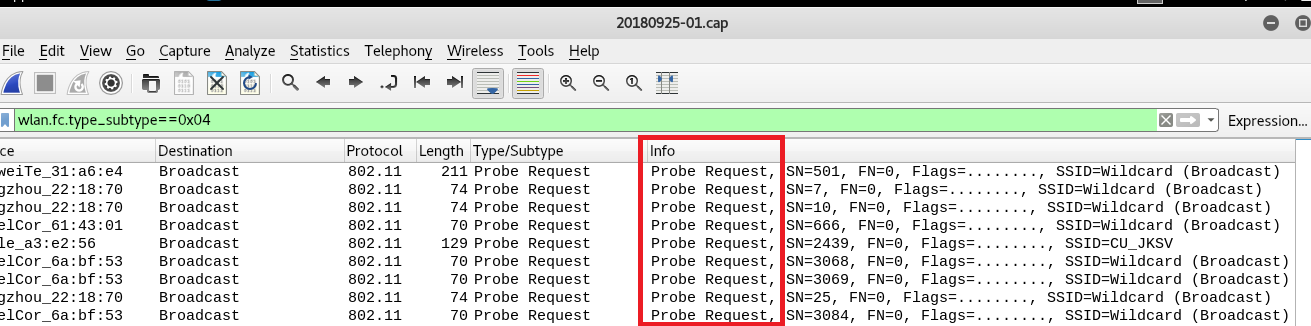 20180925-01.cap
File Edit View Go Capture Analyze Statistics Telephony Wireless Tools Help
wlan.fc.type_subtype==0x04 Expression...
ce Destination Protocol Length Type/Subtype Info
weiTe_31:a6:e4 Broadcast 802.11 211 Probe Request Probe Request, SN=501, FN=0, Flags=........, SSID=Wildcard (Broadcast)
gzhou_22:18:70 Broadcast 802.11 74 Probe Request Probe Request, SN=7, FN=0, Flags=........, SSID=Wildcard (Broadcast)
gzhou_22:18:70 Broadcast 802.11 74 Probe Request Probe Request, SN=10, FN=0, Flags=........, SSID=Wildcard (Broadcast)
elCor_61:43:01 Broadcast 802.11 70 Probe Request Probe Request, SN=666, FN=0, Flags=........, SSID=Wildcard (Broadcast)
le_a3:e2:56 Broadcast 802.11 129 Probe Request Probe Request, SN=2439, FN=0, Flags=........, SSID=CU_JKSV
elCor_6a:bf:53 Broadcast 802.11 70 Probe Request Probe Request, SN=3068, FN=0, Flags=........, SSID=Wildcard (Broadcast)
elCor_6a:bf:53 Broadcast 802.11 70 Probe Request Probe Request, SN=3069, FN=0, Flags=........, SSID=Wildcard (Broadcast)
gzhou_22:18:70 Broadcast 802.11 74 Probe Request Probe Request, SN=25, FN=0, Flags=........, SSID=Wildcard (Broadcast)
elCor_6a:bf:53 Broadcast 802.11 70 Probe Request Probe Request, SN=3084, FN=0, Flags=........, SSID=Wildcard (Broadcast)